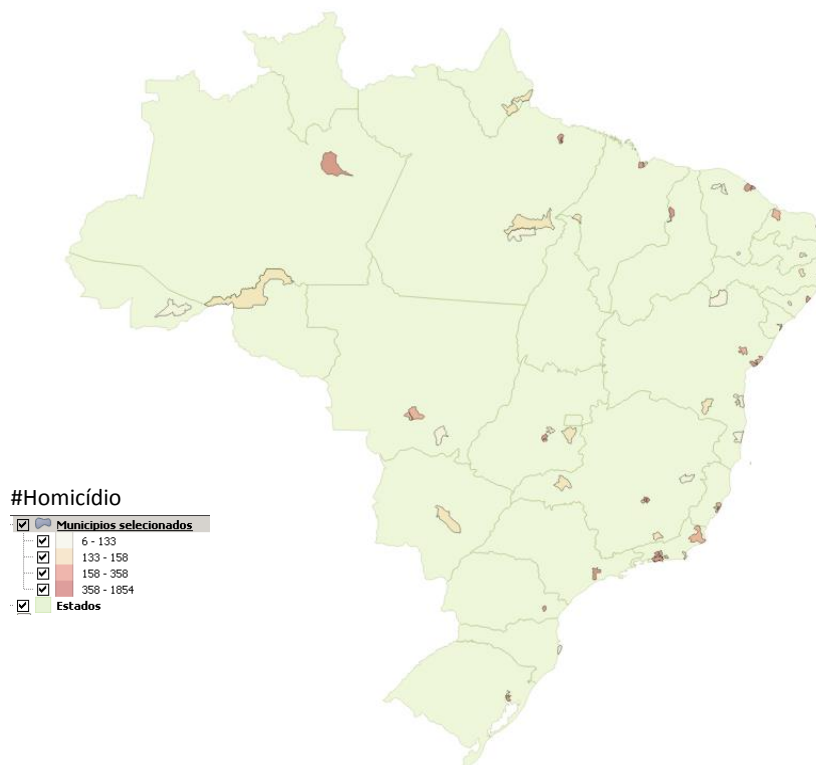 #Homicídio
Municipios selecionados
6 - 133
133 - 158
158 - 358
358 - 1854
Estados